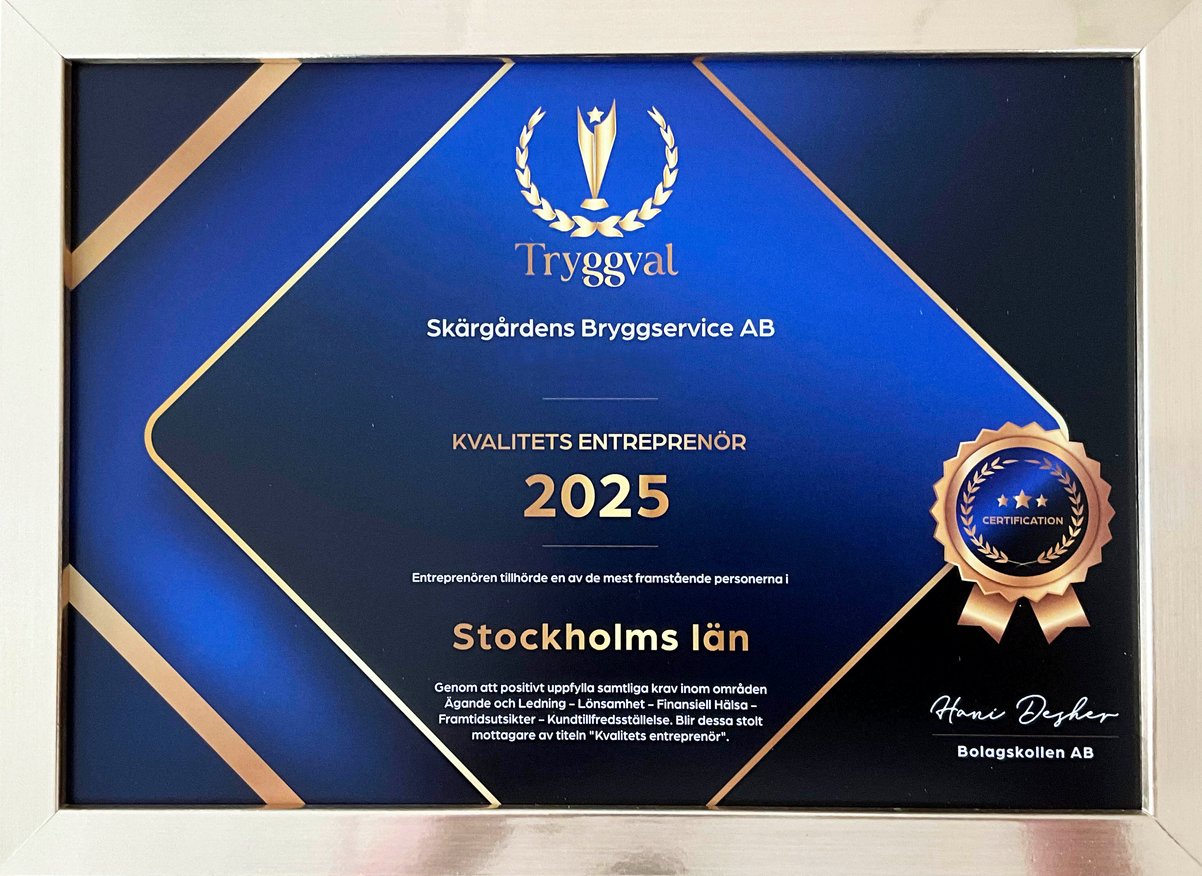 Tryggval
Skärgårdens Bryggservice AB
KVALITETS ENTREPRENÖR
2025
Entreprenören tillhörde en av de mest framstående personerna i
Stockholms län
Genom att positivt uppfylla samtliga krav inom områden
Ägande och Ledning – Lönsamhet – Finansiell Hälsa –
Framtidsutsikter – Kundtillfredsställelse. Blir dessa stolt
mottagare av titeln "Kvalitets entreprenör".
CERTIFICATION
Hani Desher
Bolagskollen AB